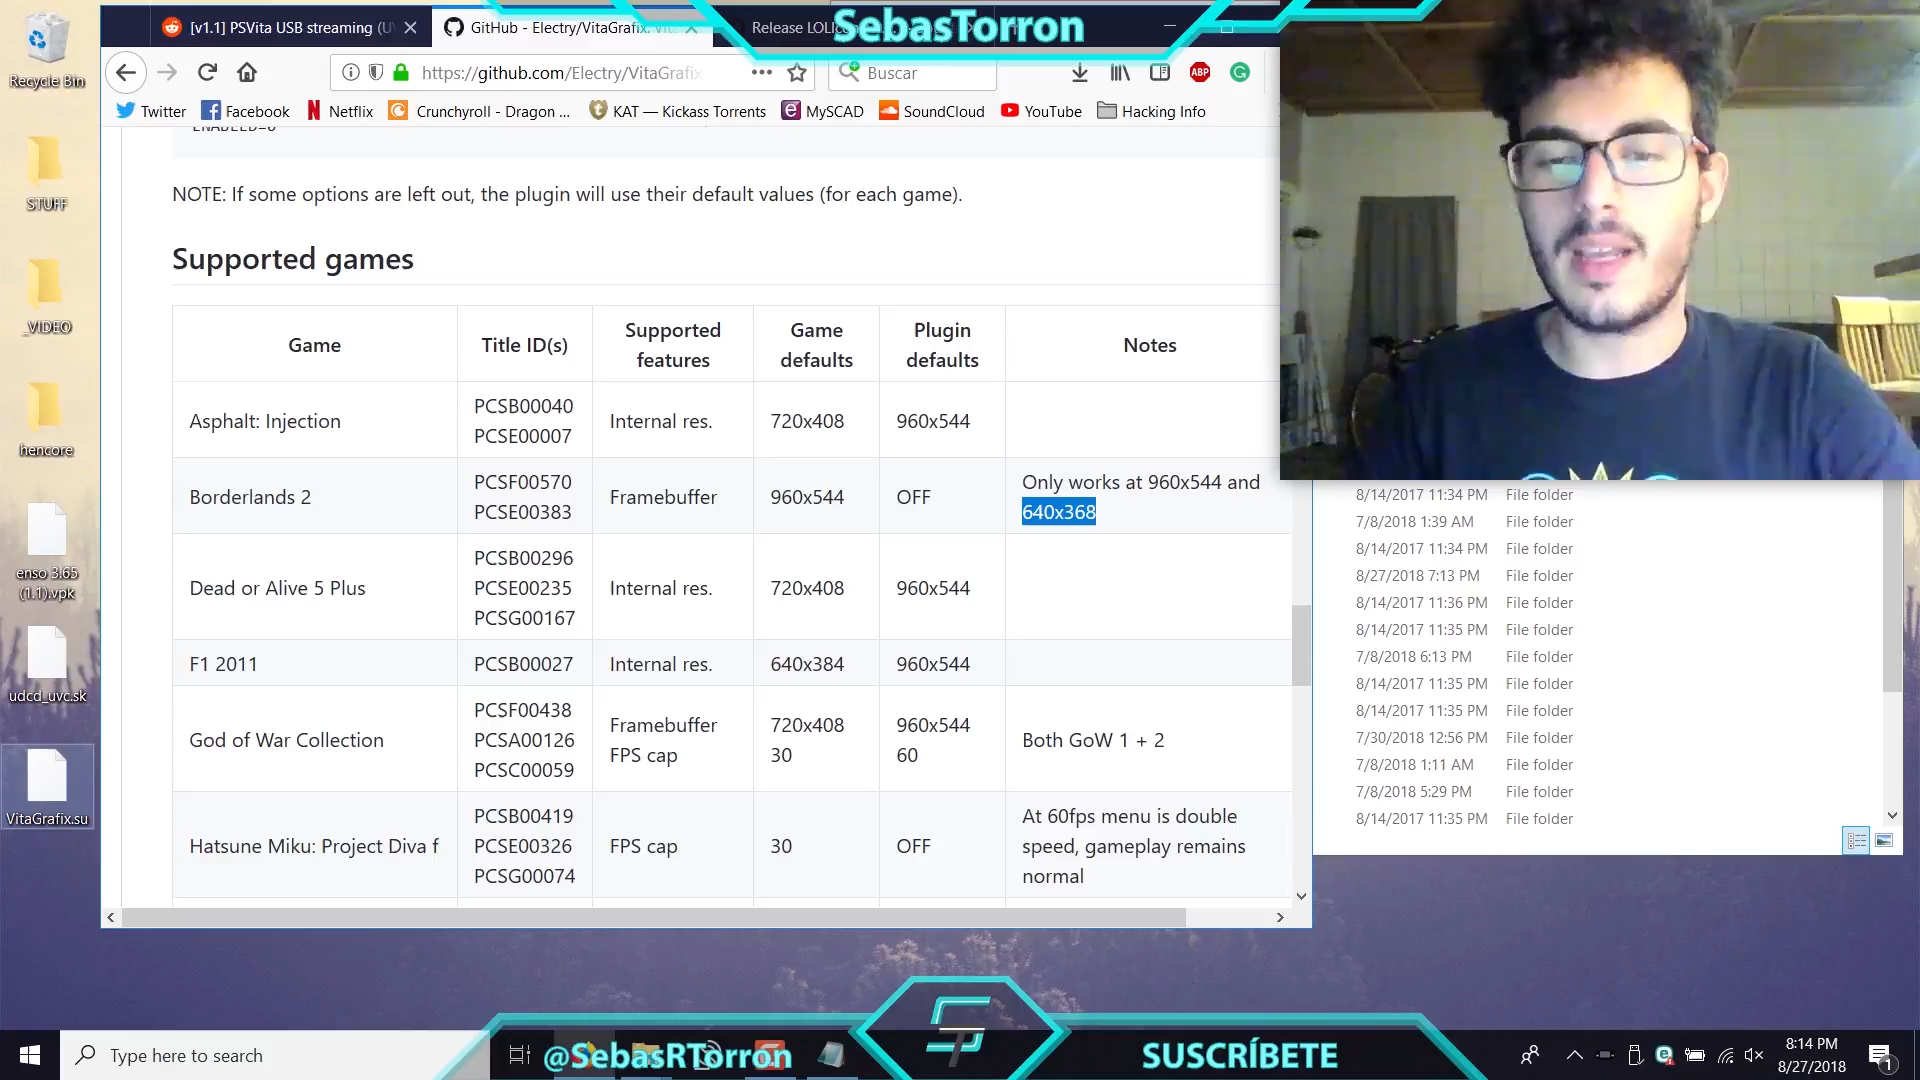 SebasTorron
[v1.1] PSVita USB streaming (UV
GitHub - Electry/VitaGrafix: Vita
Release LOLIco
https://github.com/Electry/VitaGrafix
Buscar
ABP
Twitter
Facebook
Netflix
Crunchyroll - Dragon ...
KAT — Kickass Torrents
MySCAD
SoundCloud
YouTube
Hacking Info
ENABLED=0
NOTE: If some options are left out, the plugin will use their default values (for each game).
Supported games
Game
Title ID(s)
Supported
features
Game
defaults
Plugin
defaults
Notes
Asphalt: Injection
PCSB00040
PCSE00007
Internal res.
720x408
960x544
Borderlands 2
PCSF00570
PCSE00383
Framebuffer
960x544
OFF
Only works at 960x544 and
640x368
Dead or Alive 5 Plus
PCSB00296
PCSE00235
PCSG00167
Internal res.
720x408
960x544
F1 2011
PCSB00027
Internal res.
640x384
960x544
God of War Collection
PCSF00438
PCSA00126
PCSC00059
Framebuffer
FPS cap
720x408
30
960x544
60
Both GoW 1 + 2
Hatsune Miku: Project Diva f
PCSB00419
PCSE00326
PCSG00074
FPS cap
30
OFF
At 60fps menu is double
speed, gameplay remains
normal
Recycle Bin
STUFF
_VIDEO
hencore
enso 3.65
(1.1).vpk
udcd_uvc.sk
VitaGrafix.su
8/14/2017 11:34 PM File folder
7/8/2018 1:39 AM File folder
8/14/2017 11:34 PM File folder
8/27/2018 7:13 PM File folder
8/14/2017 11:36 PM File folder
8/14/2017 11:35 PM File folder
7/8/2018 6:13 PM File folder
8/14/2017 11:35 PM File folder
8/14/2017 11:35 PM File folder
7/30/2018 12:56 PM File folder
7/8/2018 1:11 AM File folder
7/8/2018 5:29 PM File folder
8/14/2017 11:35 PM File folder
Type here to search
@SebasRTorron
SUSCRÍBETE
8:14 PM
8/27/2018
1